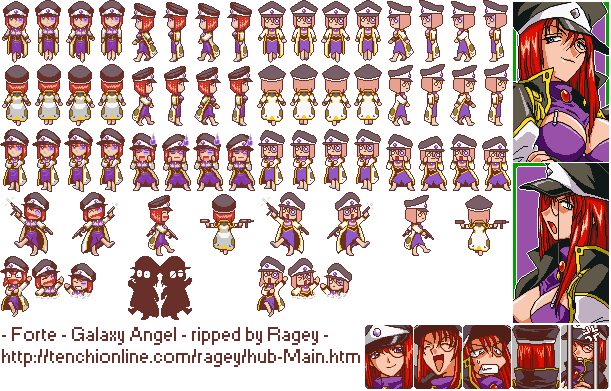 - Forte - Galaxy Angel - ripped by Ragey -
http://tenchionline.com/ragey/hub-Main.htm